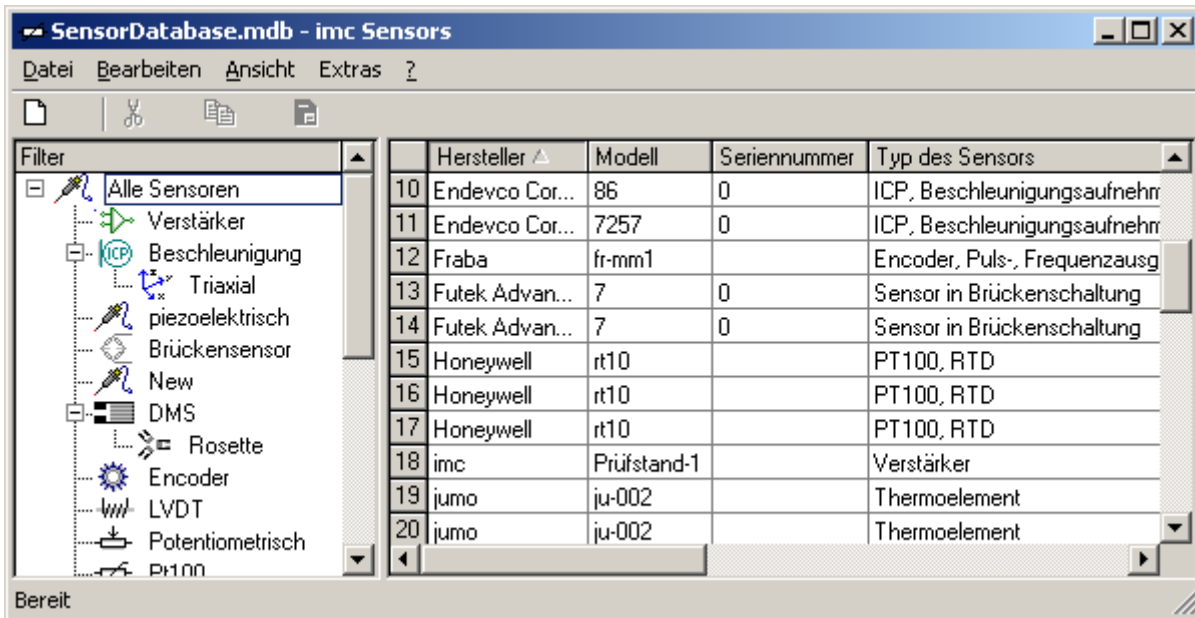 SensorDatabase.mdb - imc Sensors
Datei Bearbeiten Ansicht Extras ?
Filter
Alle Sensoren
Verstärker
Beschleunigung
Triaxial
piezoelektrisch
Brückensensor
New
DMS
Rosette
Encoder
LVDT
Potentiometrisch
Pt100
Hersteller Modell Seriennummer Typ des Sensors
10 Endevco Cor... 86 0 ICP, Beschleunigungsaufnehm
11 Endevco Cor... 7257 0 ICP, Beschleunigungsaufnehm
12 Fraba fr-mm1 Encoder, Puls-, Frequenzausg
13 Futek Advan... 7 0 Sensor in Brückenschaltung
14 Futek Advan... 7 0 Sensor in Brückenschaltung
15 Honeywell rt10 PT100, RTD
16 Honeywell rt10 PT100, RTD
17 Honeywell rt10 PT100, RTD
18 imc Prüfstand-1 Verstärker
19 jumo ju-002 Thermoelement
20 jumo ju-002 Thermoelement
Bereit